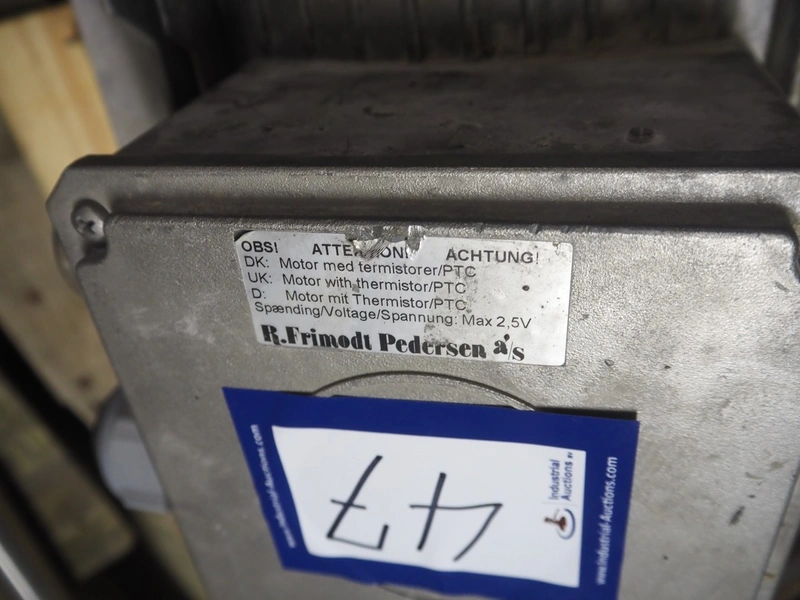 OBS! ATTENTION! ACHTUNG!
DK: Motor med termistorer/PTC
UK: Motor with thermistor/PTC
D: Motor mit Thermistor/PTC
Spænding/Voltage/Spannung: Max 2,5V
R.Frimodt Pedersen a/s
47
Industrial
Auctions BV
www.Industrial-Auctions.com
www.Industrial-Auctions.com